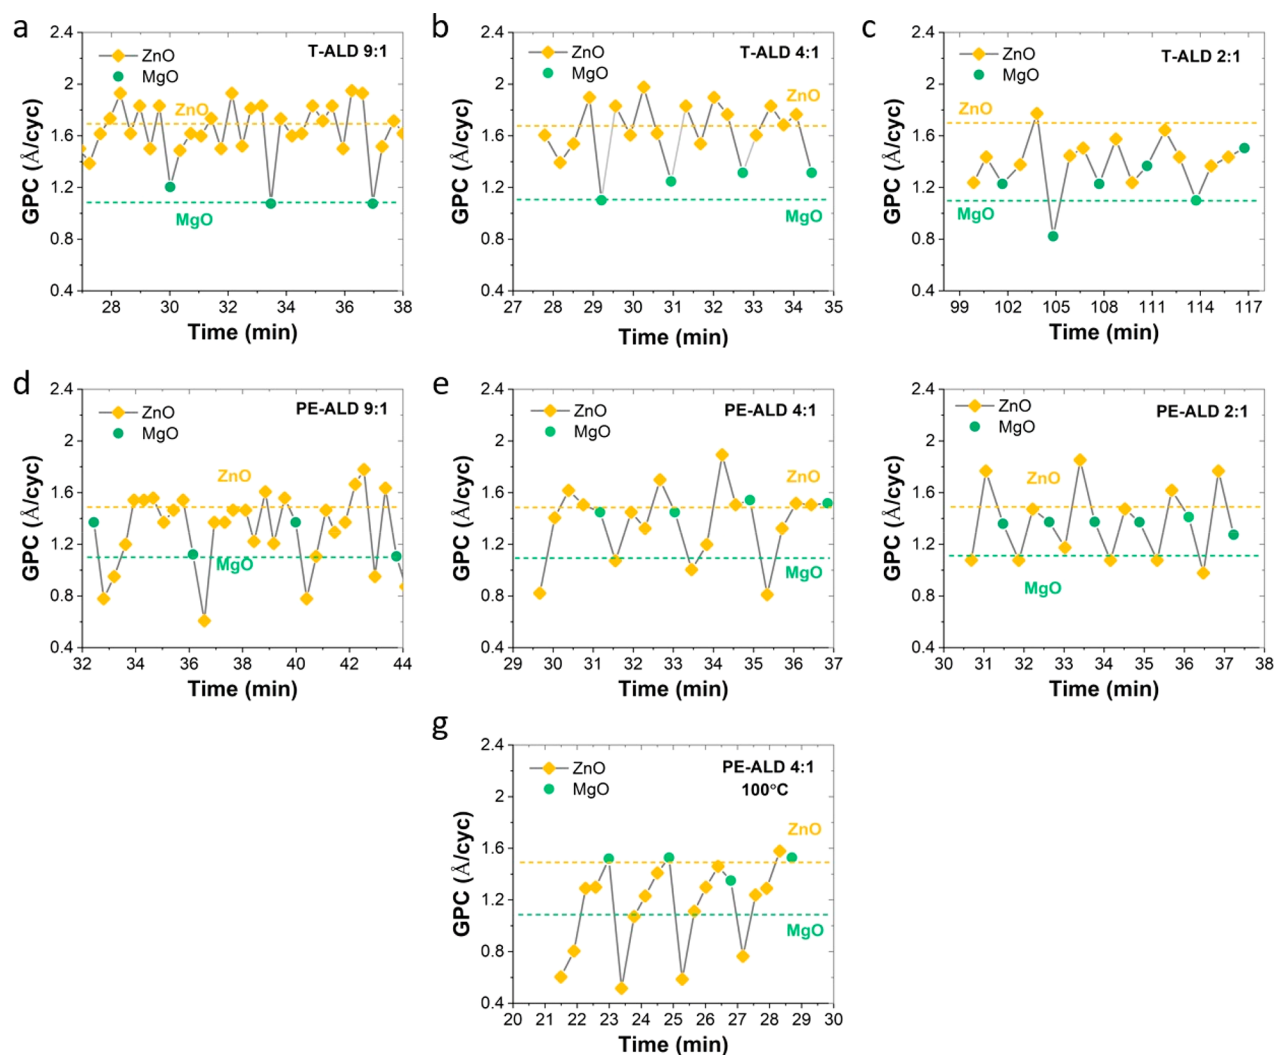 a
b
c
T-ALD 9:1
ZnO
MgO
ZnO
MgO
GPC (Å/cyc)
2.4
2
1.6
1.2
0.8
0.4
28 30 32 34 36 38
Time (min)
T-ALD 4:1
ZnO
MgO
ZnO
MgO
GPC (Å/cyc)
2.4
2
1.6
1.2
0.8
0.4
27 28 29 30 31 32 33 34 35
Time (min)
T-ALD 2:1
ZnO
MgO
ZnO
MgO
GPC (Å/cyc)
2.4
2
1.6
1.2
0.8
0.4
99 102 105 108 111 114 117
Time (min)
d
e
PE-ALD 9:1
ZnO
MgO
ZnO
MgO
GPC (Å/cyc)
2.4
2
1.6
1.2
0.8
0.4
32 34 36 38 40 42 44
Time (min)
PE-ALD 4:1
ZnO
MgO
ZnO
MgO
GPC (Å/cyc)
2.4
2
1.6
1.2
0.8
0.4
29 30 31 32 33 34 35 36 37
Time (min)
PE-ALD 2:1
ZnO
MgO
ZnO
MgO
GPC (Å/cyc)
2.4
2
1.6
1.2
0.8
0.4
30 31 32 33 34 35 36 37 38
Time (min)
g
PE-ALD 4:1
100°C
ZnO
MgO
ZnO
MgO
GPC (Å/cyc)
2.4
2
1.6
1.2
0.8
0.4
20 21 22 23 24 25 26 27 28 29 30
Time (min)